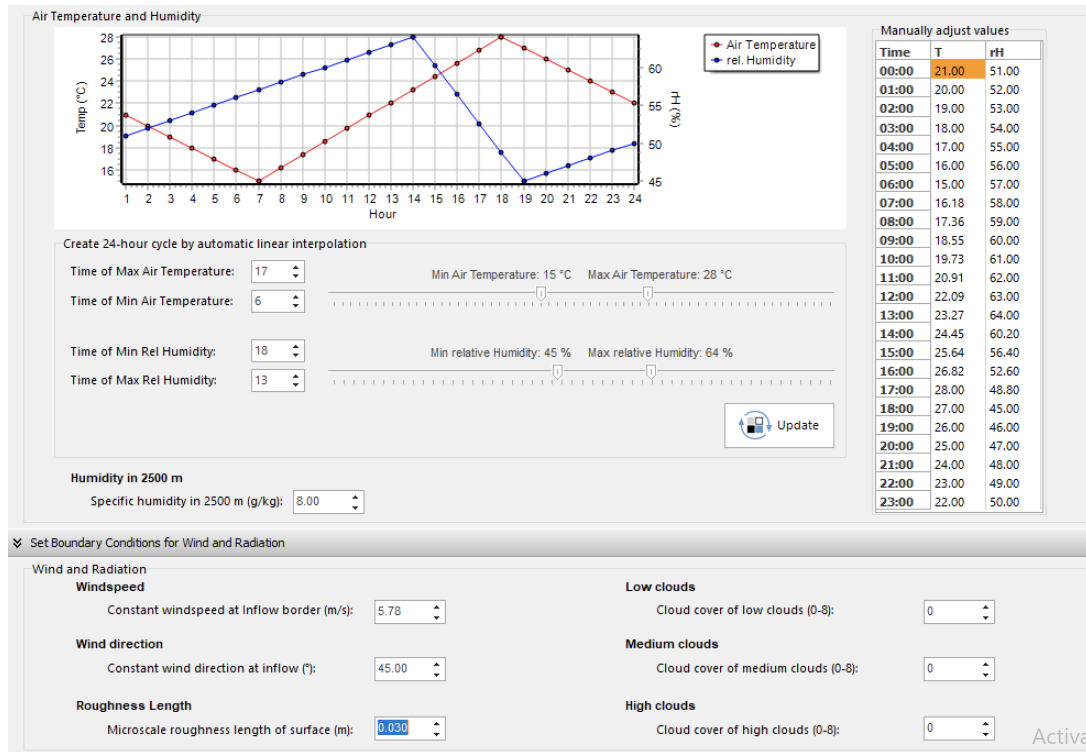 Air Temperature and Humidity
28
26
24
22
20
18
16
Temp (°C)
60
55
50
45
rH (%)
1 2 3 4 5 6 7 8 9 10 11 12 13 14 15 16 17 18 19 20 21 22 23 24
Hour
Air Temperature
rel. Humidity
Manually adjust values
Time T rH
00:00 21.00 51.00
01:00 20.00 52.00
02:00 19.00 53.00
03:00 18.00 54.00
04:00 17.00 55.00
05:00 16.00 56.00
06:00 15.00 57.00
07:00 16.18 58.00
08:00 17.36 59.00
09:00 18.55 60.00
10:00 19.73 61.00
11:00 20.91 62.00
12:00 22.09 63.00
13:00 23.27 64.00
14:00 24.45 60.20
15:00 25.64 56.40
16:00 26.82 52.60
17:00 28.00 48.80
18:00 27.00 45.00
19:00 26.00 46.00
20:00 25.00 47.00
21:00 24.00 48.00
22:00 23.00 49.00
23:00 22.00 50.00
Create 24-hour cycle by automatic linear interpolation
Time of Max Air Temperature: 17
Min Air Temperature: 15 °C Max Air Temperature: 28 °C
Time of Min Air Temperature: 6
Time of Min Rel Humidity: 18
Min relative Humidity: 45 % Max relative Humidity: 64 %
Time of Max Rel Humidity: 13
Update
Humidity in 2500 m
Specific humidity in 2500 m (g/kg): 8.00
Set Boundary Conditions for Wind and Radiation
Wind and Radiation
Windspeed
Constant windspeed at Inflow border (m/s): 5.78
Wind direction
Constant wind direction at inflow (°): 45.00
Roughness Length
Microscale roughness length of surface (m): 0.030
Low clouds
Cloud cover of low clouds (0-8): 0
Medium clouds
Cloud cover of medium clouds (0-8): 0
High clouds
Cloud cover of high clouds (0-8): 0
Activa